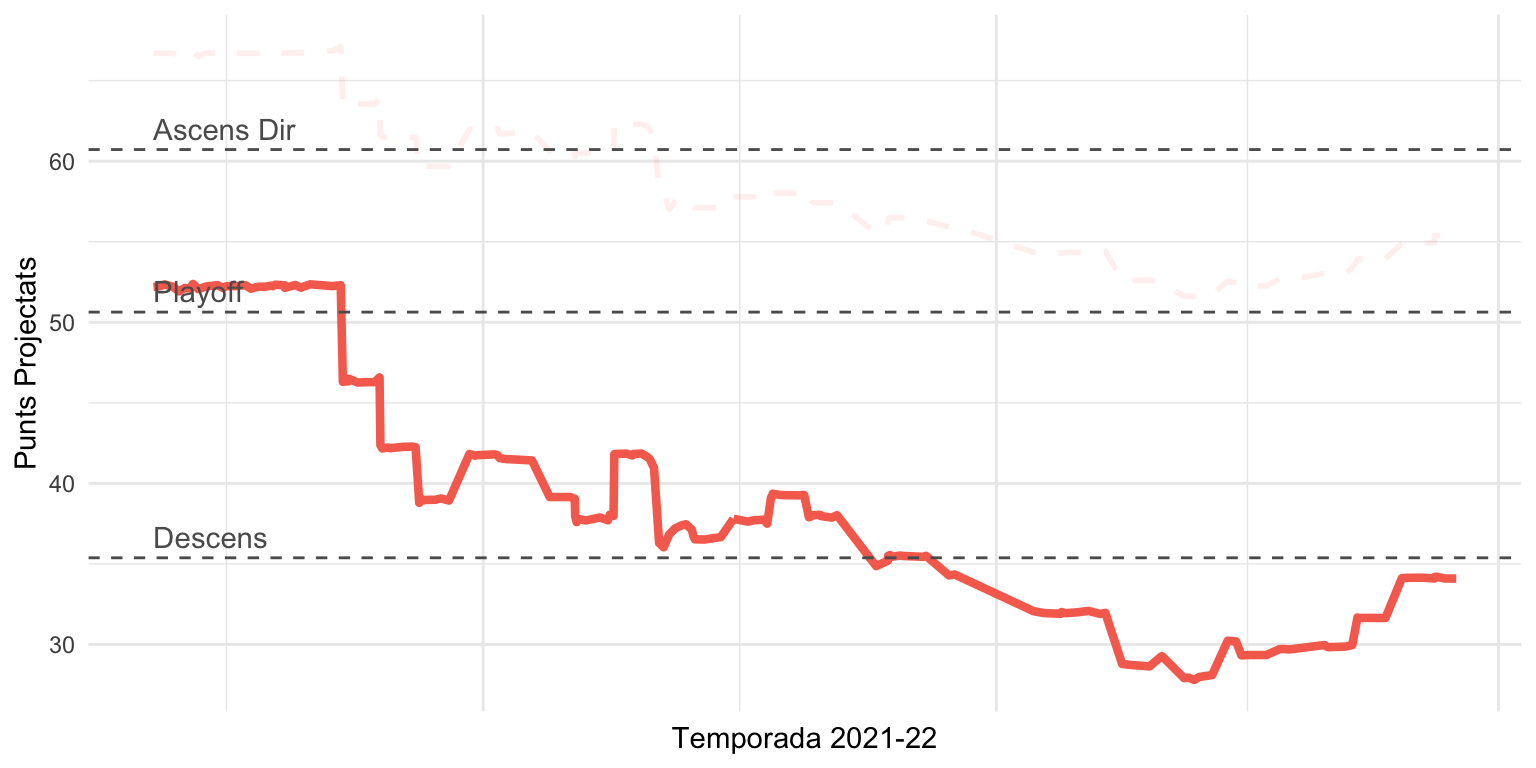 Ascens Dir
60
Playoff
50
40
Descens
30
Punts Projectats
Temporada 2021-22